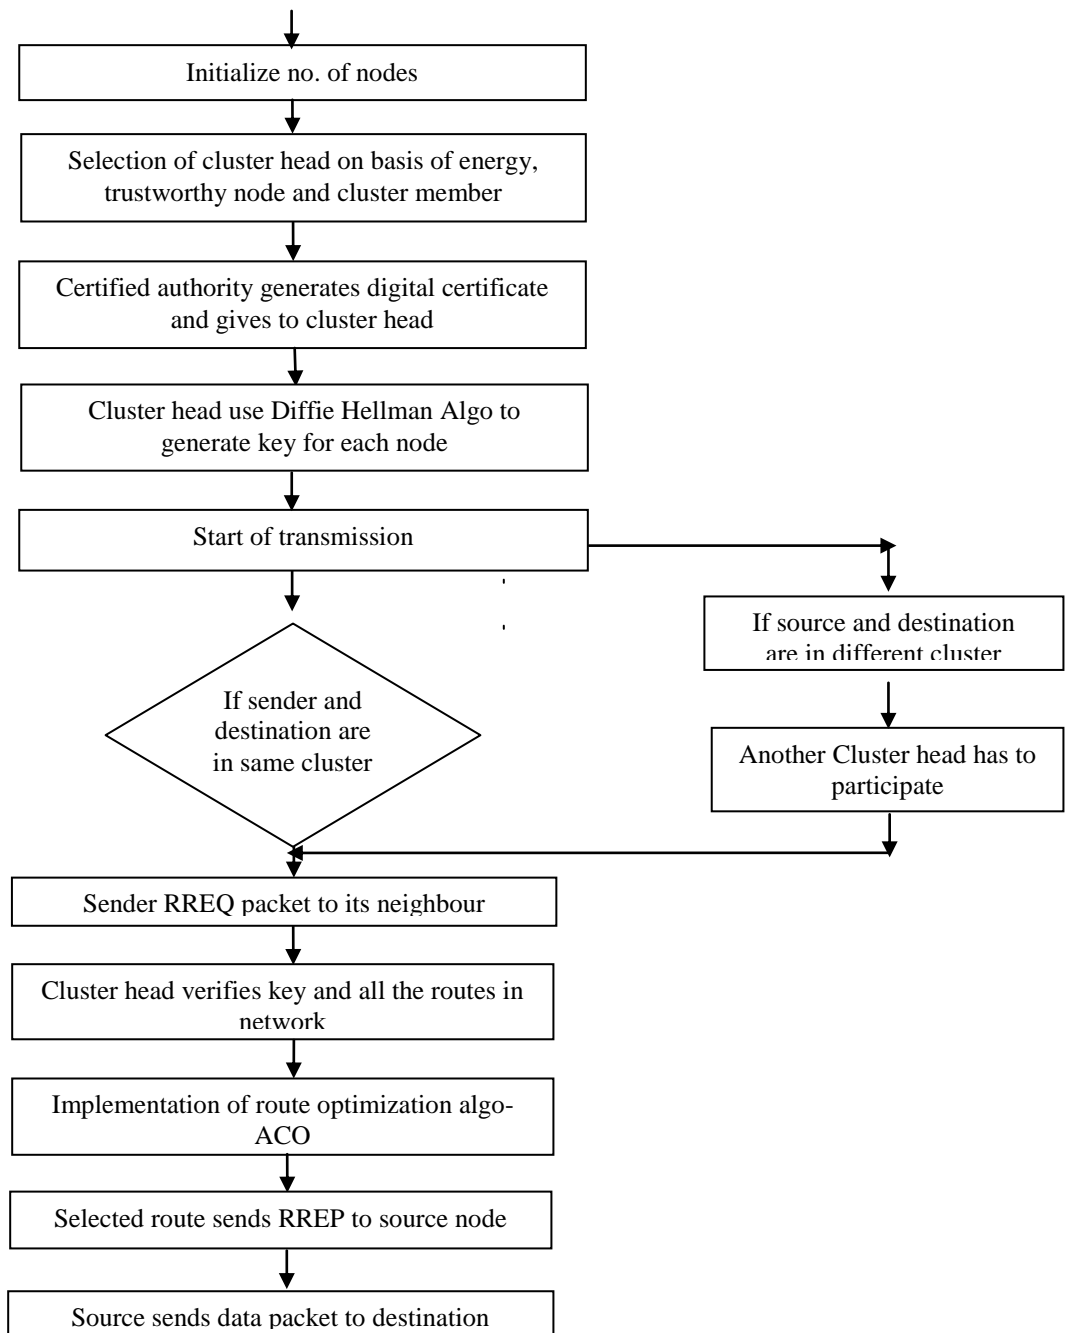 Initialize no. of nodes
Selection of cluster head on basis of energy,
trustworthy node and cluster member
Certified authority generates digital certificate
and gives to cluster head
Cluster head use Diffie Hellman Algo to
generate key for each node
Start of transmission
If source and destination
are in different cluster
If sender and
destination are
in same cluster
Another Cluster head has to
participate
Sender RREQ packet to its neighbour
Cluster head verifies key and all the routes in
network
Implementation of route optimization algo-
ACO
Selected route sends RREP to source node
Source sends data packet to destination